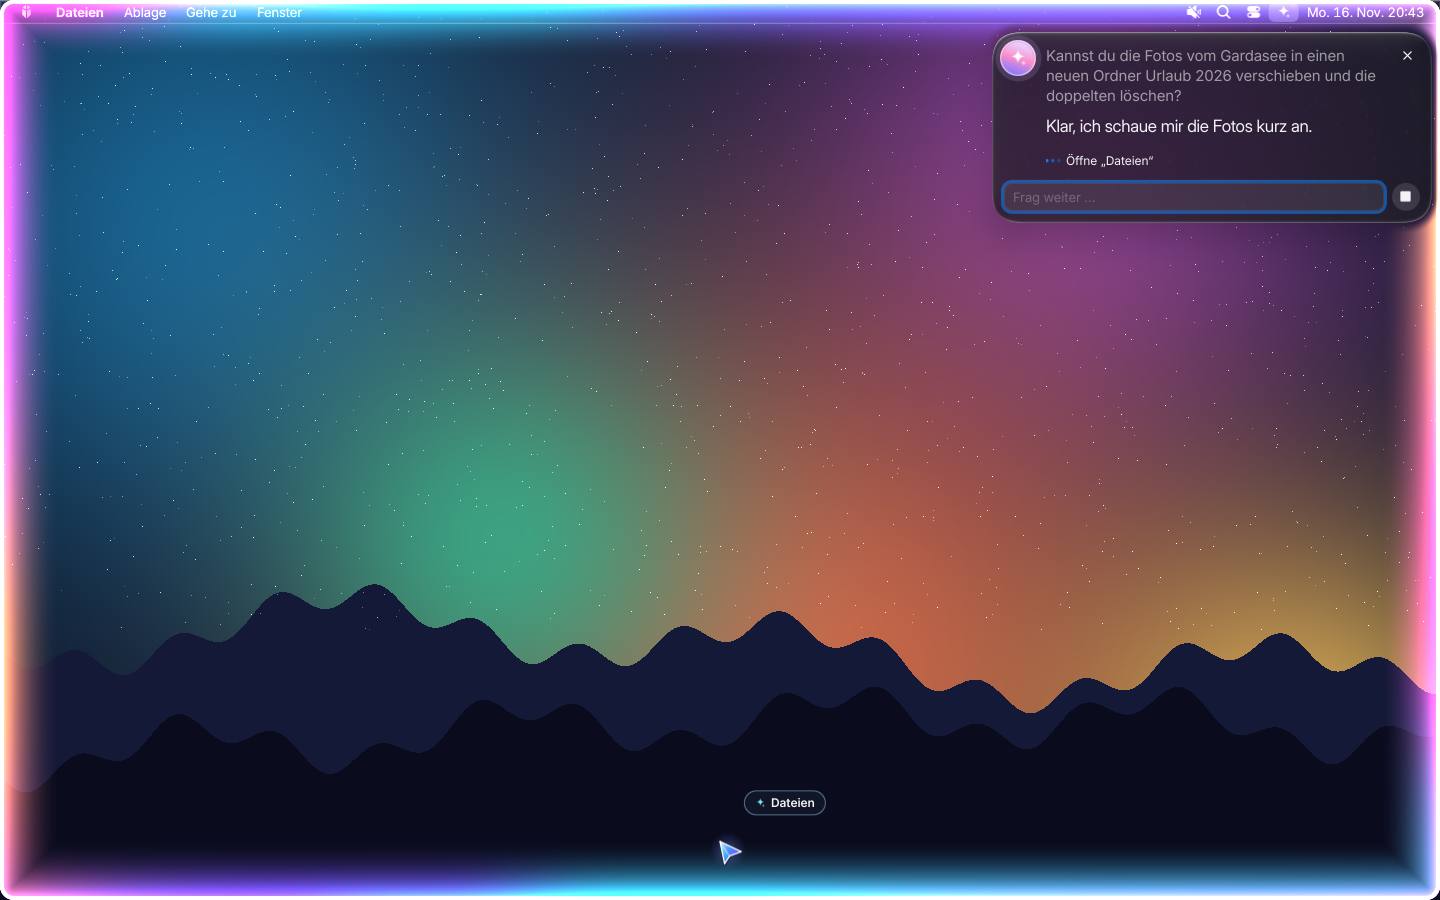 Dateien Ablage Gehe zu Fenster Mo. 16. Nov. 20:43
Kannst du die Fotos vom Gardasee in einen
neuen Ordner Urlaub 2026 verschieben und die
doppelten löschen?
Klar, ich schaue mir die Fotos kurz an.
Öffne „Dateien“
Frag weiter ...
Dateien